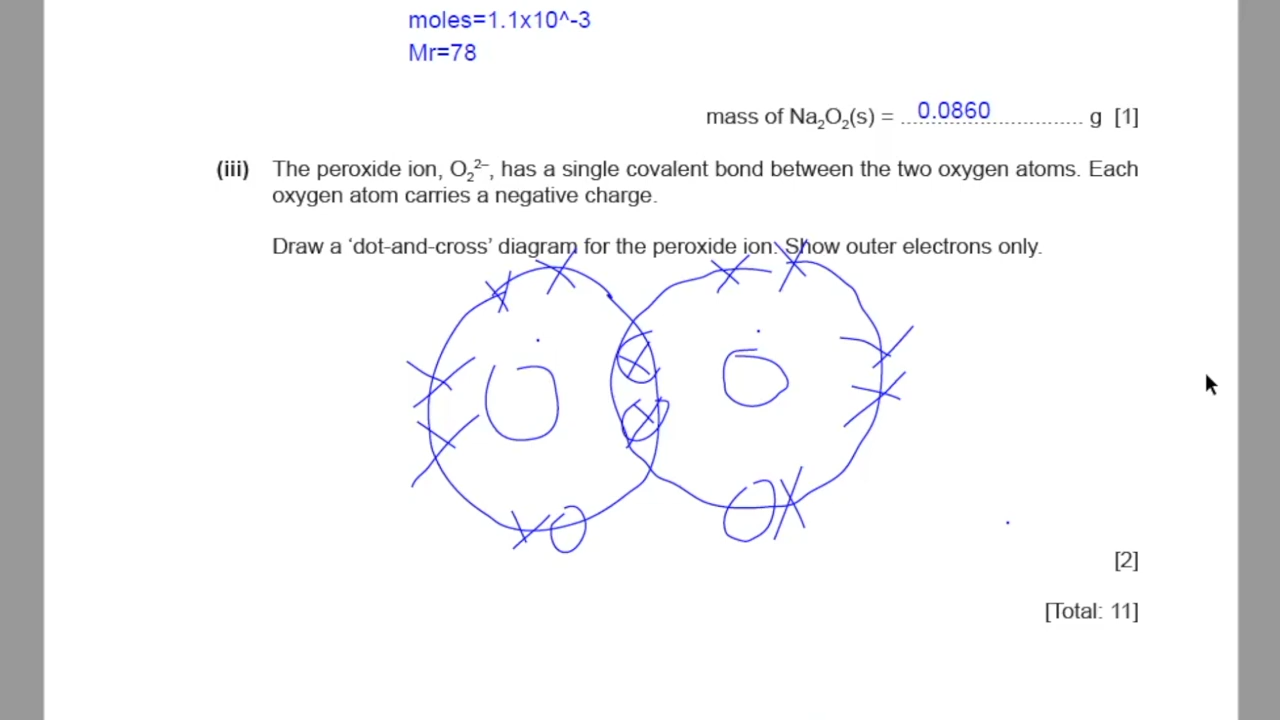 moles=1.1x10^-3
Mr=78
mass of Na₂O₂(s) = ...0.0860................. g [1]
(iii) The peroxide ion, O₂²⁻, has a single covalent bond between the two oxygen atoms. Each
oxygen atom carries a negative charge.
Draw a ‘dot-and-cross’ diagram for the peroxide ion. Show outer electrons only.
O O
[2]
[Total: 11]